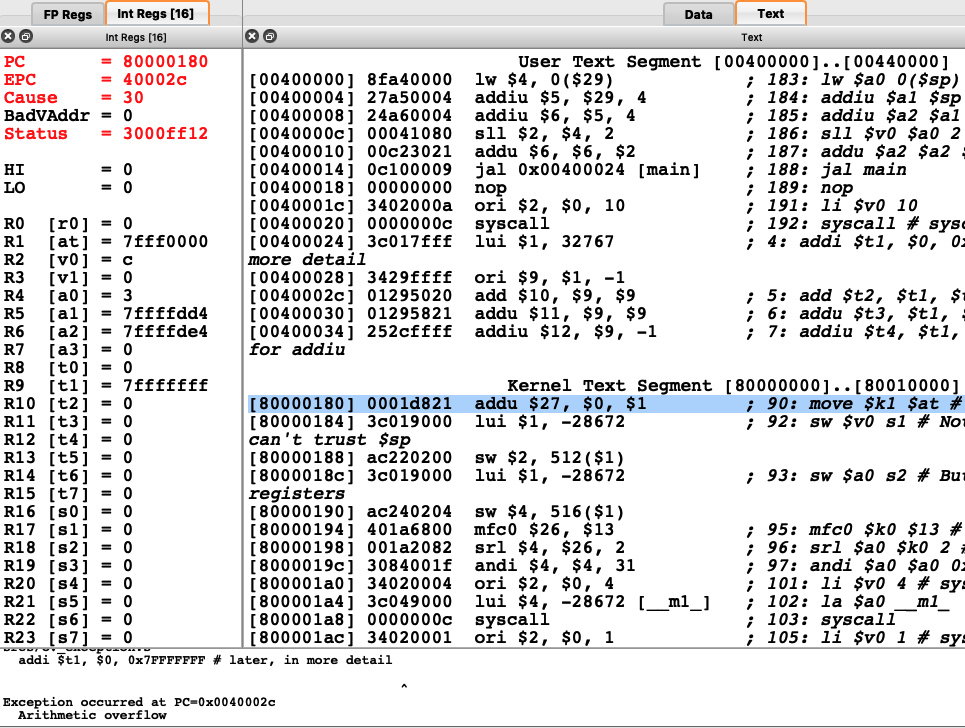 FP Regs
Int Regs [16]
Data
Text
Int Regs [16]
Text
PC = 80000180
EPC = 40002c
Cause = 30
BadVAddr = 0
Status = 3000ff12
HI = 0
LO = 0
R0 [r0] = 0
R1 [at] = 7fff0000
R2 [v0] = c
R3 [v1] = 0
R4 [a0] = 3
R5 [a1] = 7ffffdd4
R6 [a2] = 7ffffde4
R7 [a3] = 0
R8 [t0] = 0
R9 [t1] = 7fffffff
R10 [t2] = 0
R11 [t3] = 0
R12 [t4] = 0
R13 [t5] = 0
R14 [t6] = 0
R15 [t7] = 0
R16 [s0] = 0
R17 [s1] = 0
R18 [s2] = 0
R19 [s3] = 0
R20 [s4] = 0
R21 [s5] = 0
R22 [s6] = 0
R23 [s7] = 0
User Text Segment [00400000]..[00440000]
[00400000] 8fa40000 lw $4, 0($29) ; 183: lw $a0 0($sp)
[00400004] 27a50004 addiu $5, $29, 4 ; 184: addiu $a1 $sp
[00400008] 24a60004 addiu $6, $5, 4 ; 185: addiu $a2 $a1
[0040000c] 00041080 sll $2, $4, 2 ; 186: sll $v0 $a0 2
[00400010] 00c23021 addu $6, $6, $2 ; 187: addu $a2 $a2
[00400014] 0c100009 jal 0x00400024 [main] ; 188: jal main
[00400018] 00000000 nop ; 189: nop
[0040001c] 3402000a ori $2, $0, 10 ; 191: li $v0 10
[00400020] 0000000c syscall ; 192: syscall #
[00400024] 3c017fff lui $1, 32767 ; 4: addi $t1, $0,
more detail
[00400028] 3429ffff ori $9, $1, -1
[0040002c] 01295020 add $10, $9, $9 ; 5: add $t2, $t1,
[00400030] 01295821 addu $11, $9, $9 ; 6: addu $t3, $t1,
[00400034] 252cffff addiu $12, $9, -1 ; 7: addiu $t4, $t1,
for addiu
Kernel Text Segment [80000000]..[80010000]
[80000180] 0001d821 addu $27, $0, $1 ; 90: move $k1 $at #
[80000184] 3c019000 lui $1, -28672 ; 92: sw $v0 s1 #
can't trust $sp
[80000188] ac220200 sw $2, 512($1)
[8000018c] 3c019000 lui $1, -28672 ; 93: sw $a0 s2 #
registers
[80000190] ac240204 sw $4, 516($1)
[80000194] 401a6800 mfc0 $26, $13 ; 95: mfc0 $k0 $13 #
[80000198] 001a2082 srl $4, $26, 2 ; 96: srl $a0 $k0 2
[8000019c] 3084001f andi $4, $4, 31 ; 97: andi $a0 $a0
[800001a0] 34020004 ori $2, $0, 4 ; 101: li $v0 4 #
[800001a4] 3c049000 lui $4, -28672 [__m1_] ; 102: la $a0 __m1_
[800001a8] 0000000c syscall ; 103: syscall
[800001ac] 34020001 ori $2, $0, 1 ; 105: li $v0 1 #
addi $t1, $0, 0x7FFFFFFF # later, in more detail
^
Exception occurred at PC=0x0040002c
Arithmetic overflow